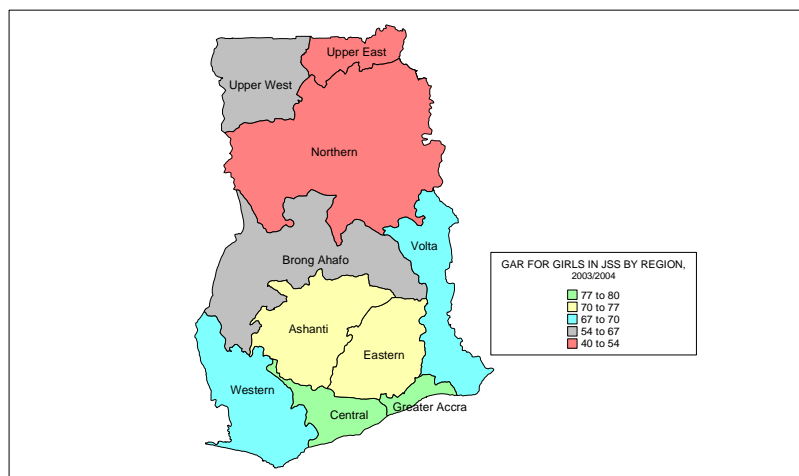 Upper East
Upper West
Northern
Volta
Brong Ahafo
GAR FOR GIRLS IN JSS BY REGION,
2003/2004
77 to 80
70 to 77
67 to 70
54 to 67
40 to 54
Ashanti
Eastern
Western
Greater Accra
Central